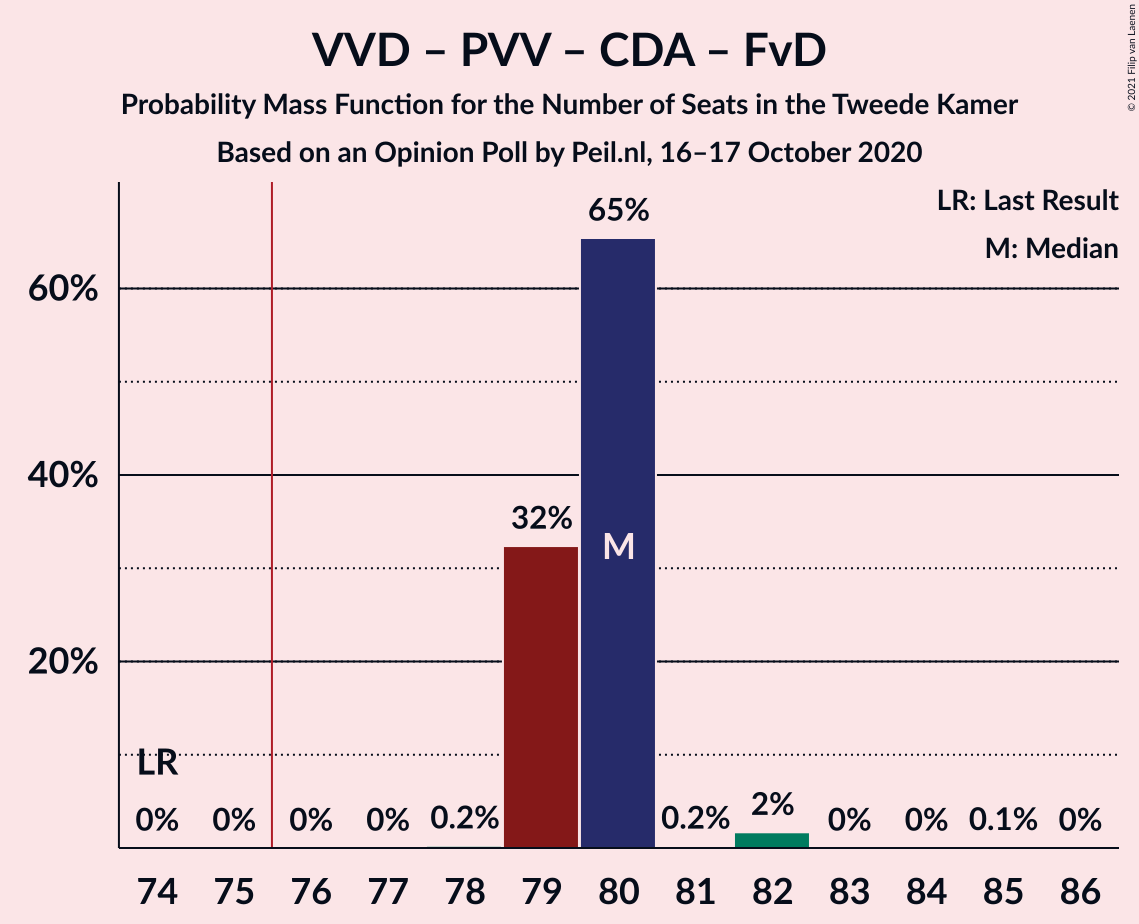 VVD – PVV – CDA – FvD
Probability Mass Function for the Number of Seats in the Tweede Kamer
Based on an Opinion Poll by Peil.nl, 16–17 October 2020
© 2021 Filip van Laenen
LR: Last Result
M: Median
60%
40%
20%
65%
32%
M
LR
0% 0% 0% 0% 0.2% 0.2% 2% 0% 0% 0.1% 0%
74 75 76 77 78 79 80 81 82 83 84 85 86